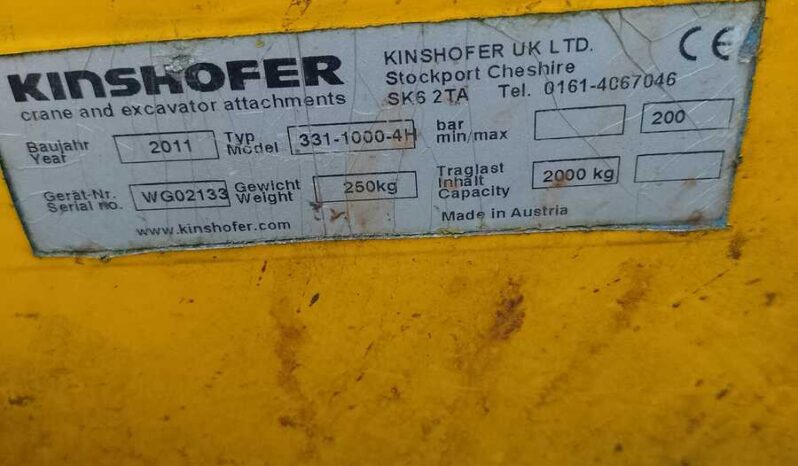 KINSHOFER
crane and excavator attachments
KINSHOFER UK LTD.
Stockport Cheshire
SK6 2TA Tel. 0161-4067046
CE
Baujahr
Year
2011
Typ
Model
331-1000-4H
bar
min/max
200
Gerät-Nr.
Serial no.
WG02133
Gewicht
Weight
250kg
Traglast
Inhalt
Capacity
2000 kg
www.kinshofer.com
Made in Austria